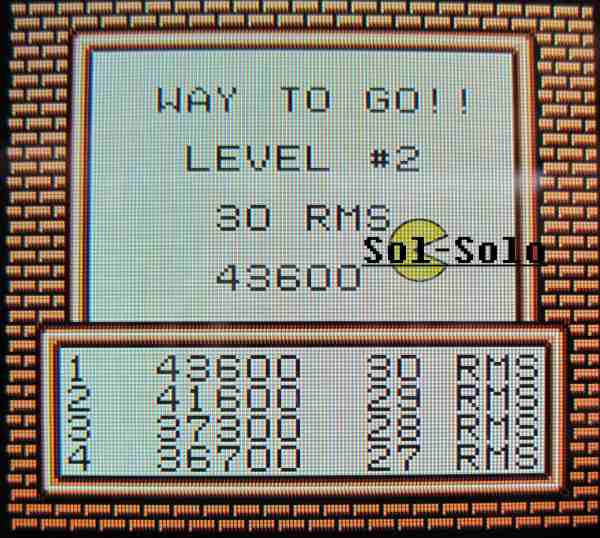 WAY TO GO!!
LEVEL #2
30 RMS
Sol-Solo
43600
1 43600 30 RMS
2 41600 29 RMS
3 37300 28 RMS
4 36700 27 RMS